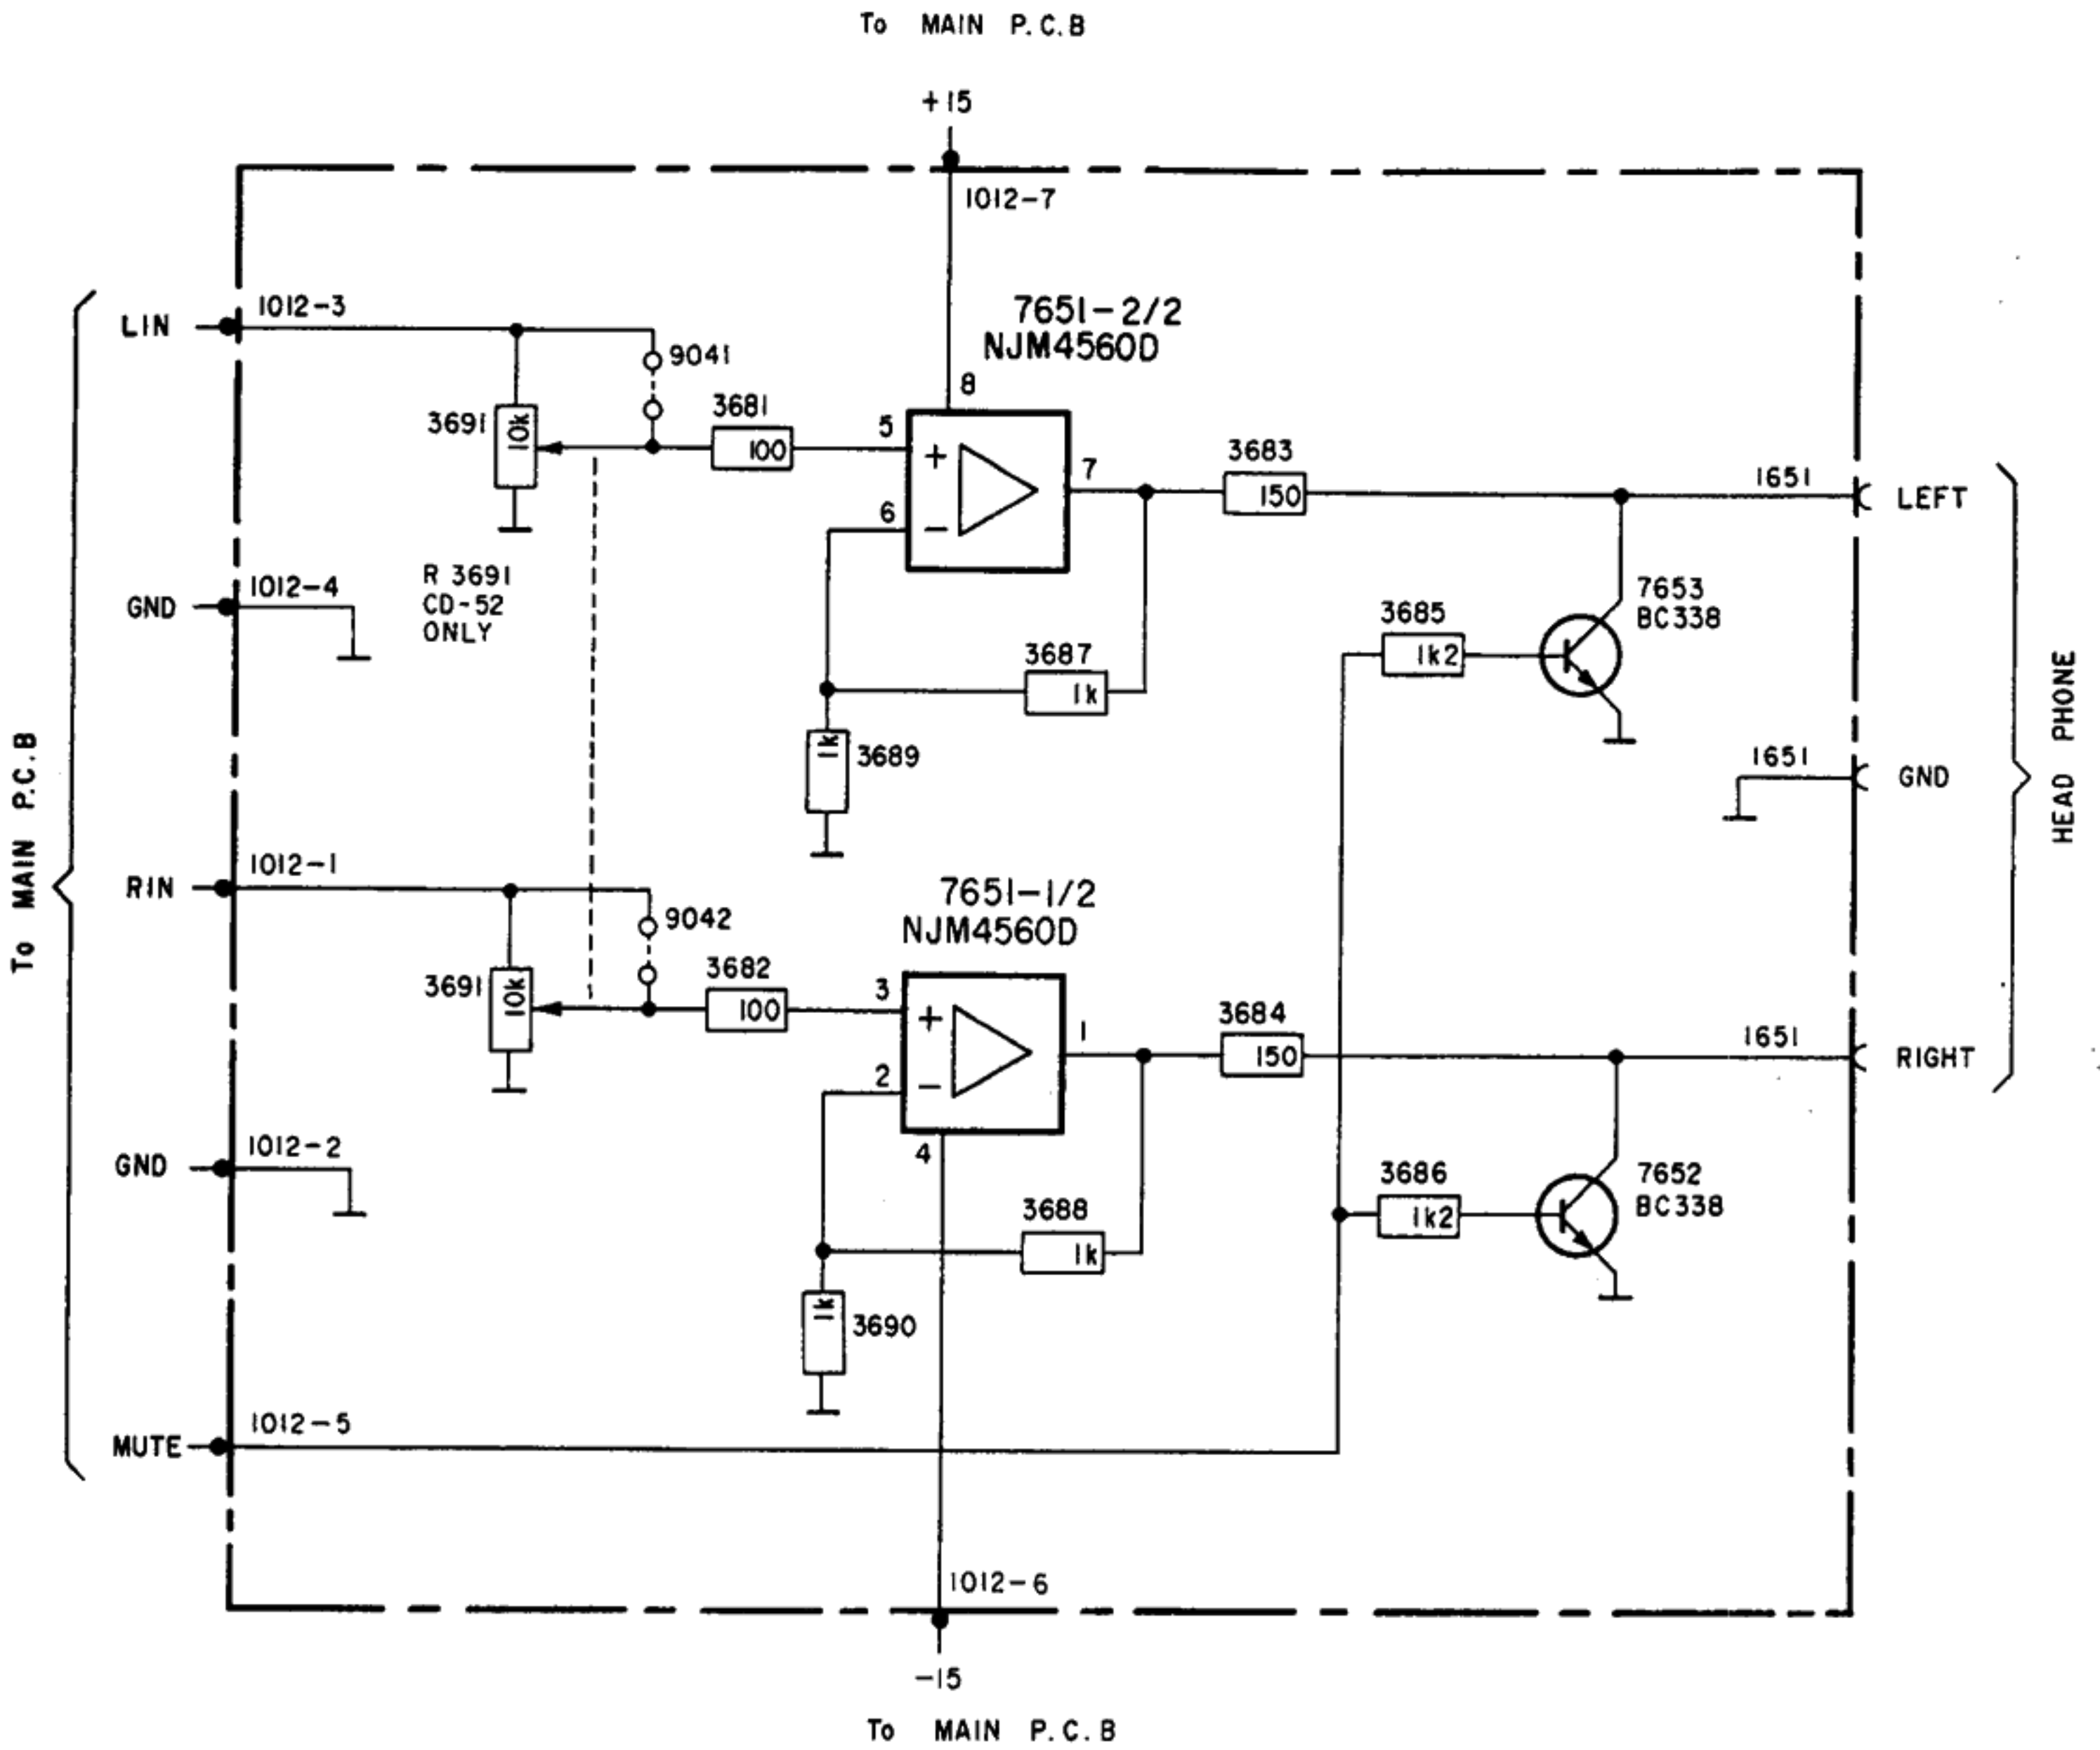 To MAIN P.C.B
+15
1012-7
LIN
1012-3
9041
3691
10k
3681
100
7651-2/2
NJM4560D
8
5
+
6
-
7
3683
150
1651
LEFT
GND
1012-4
R 3691
CD-52
ONLY
3687
1k
1k
3689
3685
1k2
7653
BC338
1651
GND
HEAD PHONE
To MAIN P.C.B
RIN
1012-1
9042
3691
10k
3682
100
7651-1/2
NJM4560D
3
+
2
-
4
1
3684
150
1651
RIGHT
GND
1012-2
3688
1k
1k
3690
3686
1k2
7652
BC338
MUTE
1012-5
1012-6
-15
To MAIN P.C.B